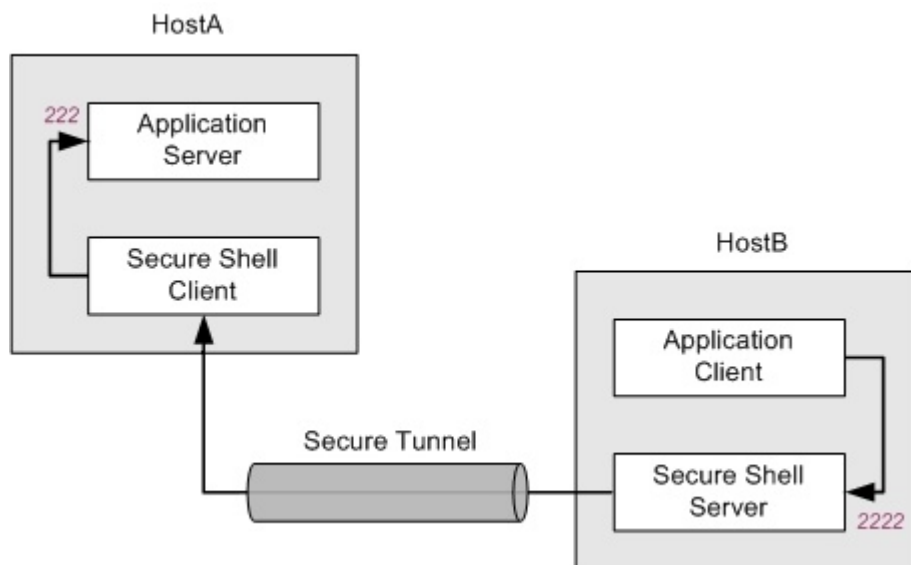 HostA
222
Application
Server
Secure Shell
Client
HostB
Application
Client
Secure Tunnel
Secure Shell
Server
2222